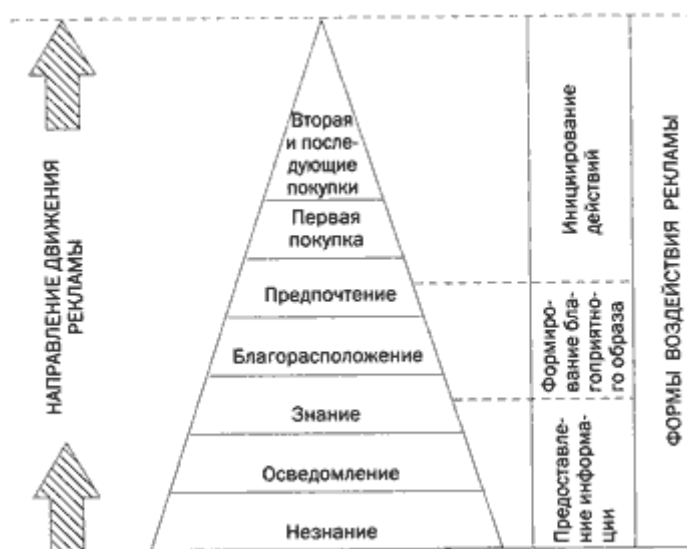 НАПРАВЛЕНИЕ ДВИЖЕНИЯ
РЕКЛАМЫ
Вторая
и после-
дующие
покупки
Первая
покупка
Предпочтение
Благорасположение
Знание
Осведомление
Незнание
Инициирование
действий
Формиро-
вание бла-
гоприятно-
го образа
Предоставле-
ние информа-
ции
ФОРМЫ ВОЗДЕЙСТВИЯ РЕКЛАМЫ